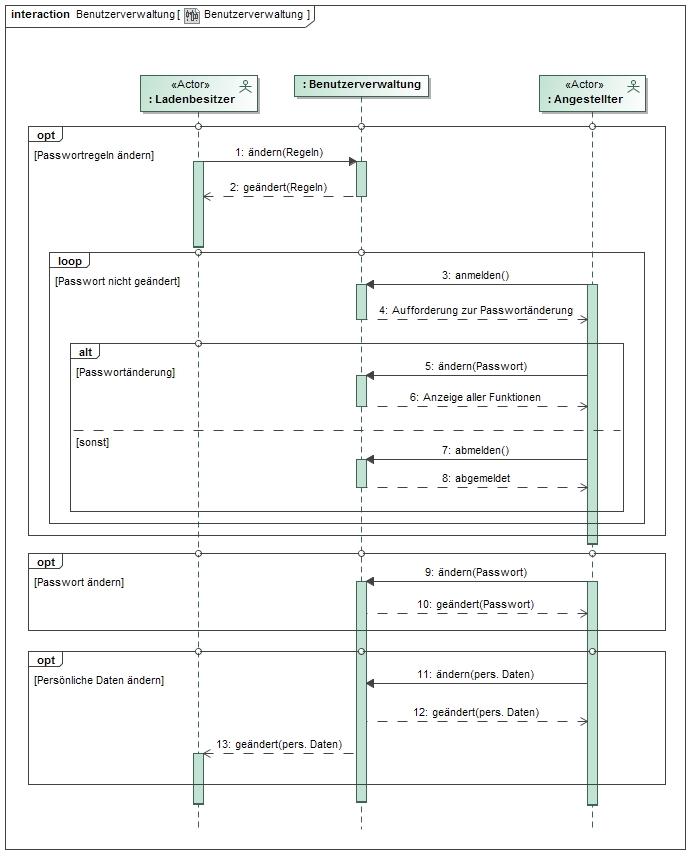 interaction Benutzerverwaltung [ Benutzerverwaltung ]
«Actor»
: Ladenbesitzer
: Benutzerverwaltung
«Actor»
: Angestellter
opt
[Passwortregeln ändern]
1: ändern(Regeln)
2: geändert(Regeln)
loop
[Passwort nicht geändert]
3: anmelden()
4: Aufforderung zur Passwortänderung
alt
[Passwortänderung]
5: ändern(Passwort)
6: Anzeige aller Funktionen
[sonst]
7: abmelden()
8: abgemeldet
opt
[Passwort ändern]
9: ändern(Passwort)
10: geändert(Passwort)
opt
[Persönliche Daten ändern]
11: ändern(pers. Daten)
12: geändert(pers. Daten)
13: geändert(pers. Daten)